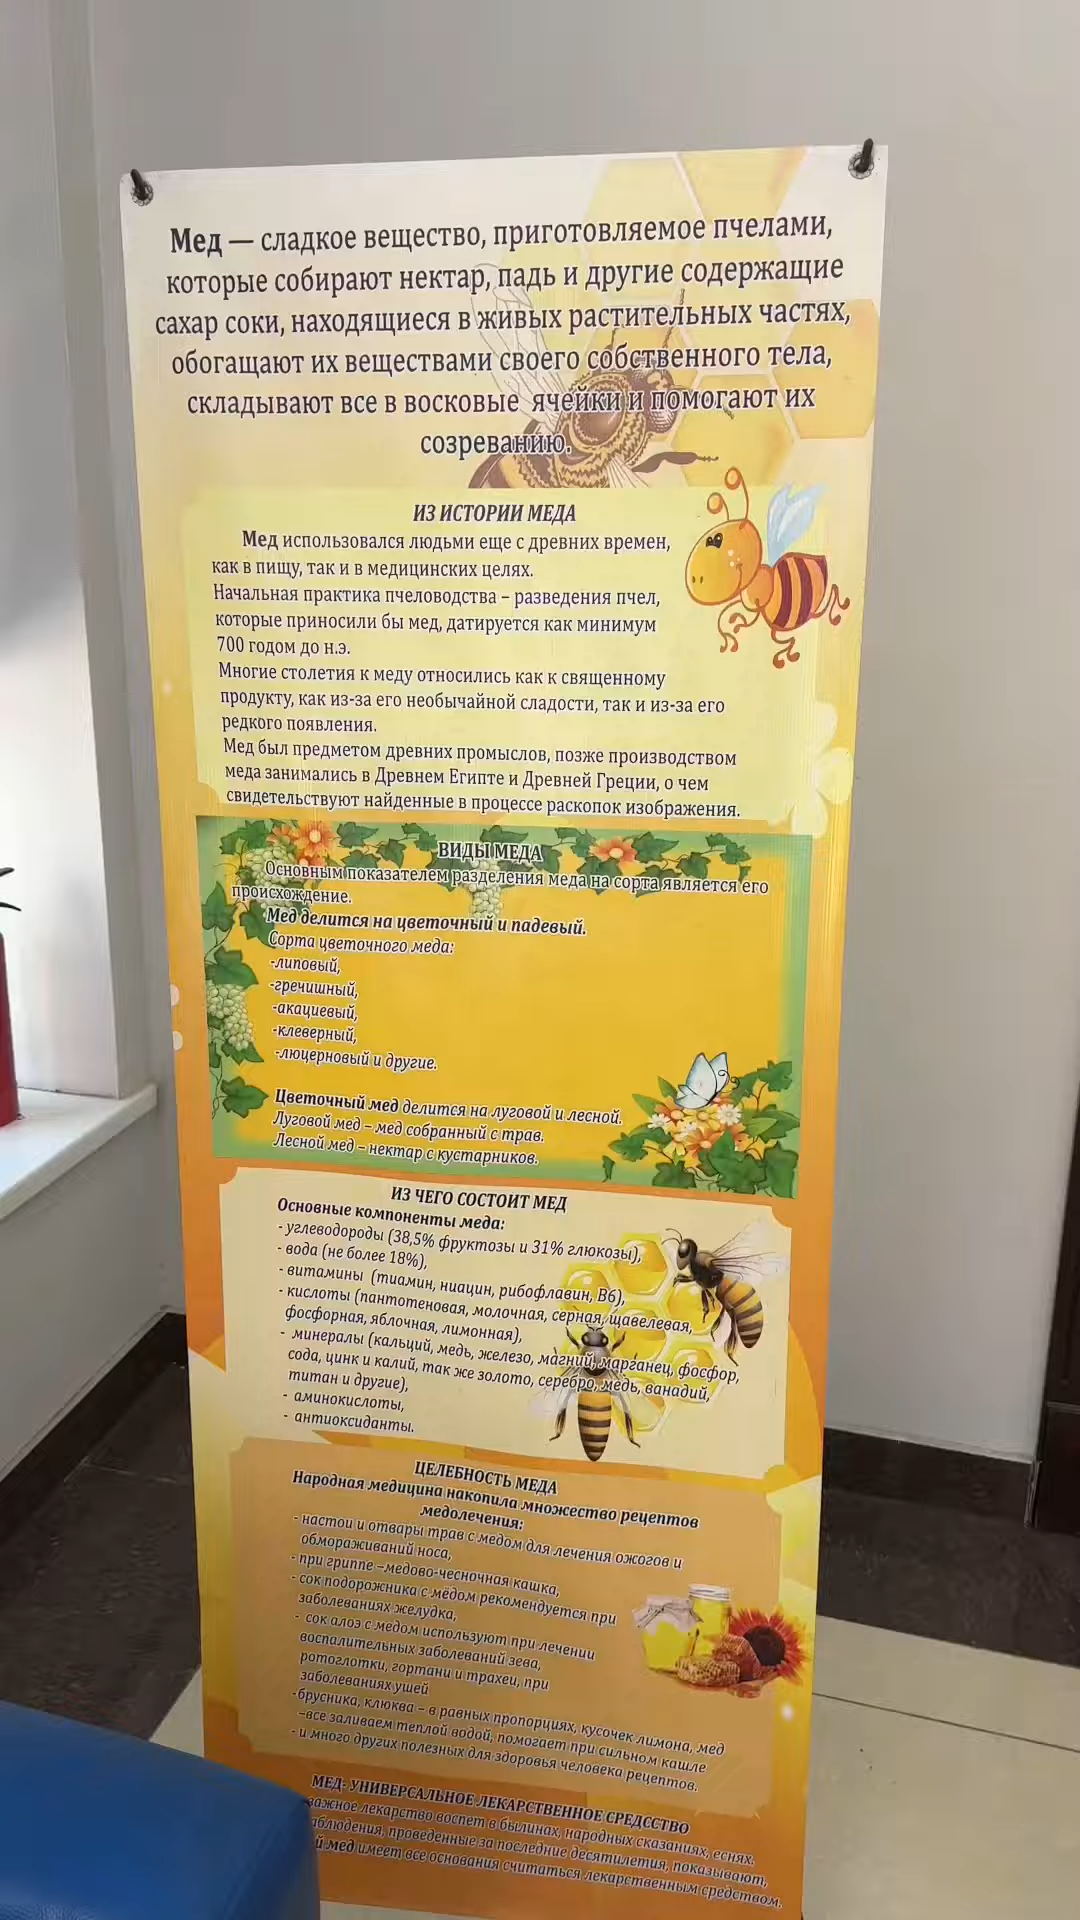 Мед — сладкое вещество, приготовляемое пчелами,
которые собирают нектар, падь и другие содержащие
сахар соки, находящиеся в живых растительных частях,
обогащают их веществами своего собственного тела,
складывают все в восковые ячейки и помогают их
созреванию.
ИЗ ИСТОРИИ МЕДА
Мед использовался людьми еще с древних времен,
как в пищу, так и в медицинских целях.
Начальная практика пчеловодства – разведения пчел,
которые приносили бы мед, датируется как минимум
700 годом до н.э.
Многие столетия к меду относились как к священному
продукту, как из-за его необычайной сладости, так и из-за его
редкого появления.
Мед был предметом древних промыслов, позже производством
меда занимались в Древнем Египте и Древней Греции, о чем
свидетельствуют найденные в процессе раскопок изображения.
ВИДЫ МЕДА
Основным показателем разделения меда на сорта является его
происхождение.
Мед делится на цветочный и падевый.
Сорта цветочного меда:
-липовый,
-гречишный,
-акациевый,
-клеверный,
-люцерновый и другие.
Цветочный мед делится на луговой и лесной.
Луговой мед – мед собранный с трав.
Лесной мед – нектар с кустарников.
ИЗ ЧЕГО СОСТОИТ МЕД
Основные компоненты меда:
- углеводороды (38,5% фруктозы и 31% глюкозы),
- вода (не более 18%),
- витамины (тиамин, ниацин, рибофлавин, В6),
- кислоты (пантотеновая, молочная, серная, щавелевая,
фосфорная, яблочная, лимонная),
- минералы (кальций, медь, железо, магний, марганец, фосфор,
сода, цинк и калий, так же золото, серебро, медь, ванадий,
титан и другие),
- аминокислоты,
- антиоксиданты.
ЦЕЛЕБНОСТЬ МЕДА
Народная медицина накопила множество рецептов
медолечения:
- настои и отвары трав с медом для лечения ожогов и
обмораживаний носа,
- при гриппе –медово-чесночная кашка,
- сок подорожника с мёдом рекомендуется при
заболеваниях желудка,
- сок алоэ с медом используют при лечении
воспалительных заболеваний зева,
ротоглотки, гортани и трахеи, при
заболеваниях ушей
-брусника, клюква – в равных пропорциях, кусочек лимона, мед
–все заливаем теплой водой, помогает при сильном кашле
- и много других полезных для здоровья человека рецептов.
МЕД- УНИВЕРСАЛЬНОЕ ЛЕКАРСТВЕННОЕ СРЕДССТВО
лекарство воспет в былинах, народных сказаниях, еснях.
проведенные за последние десятилетия, показывают,
мед имеет все основания считаться лекарственным средством.